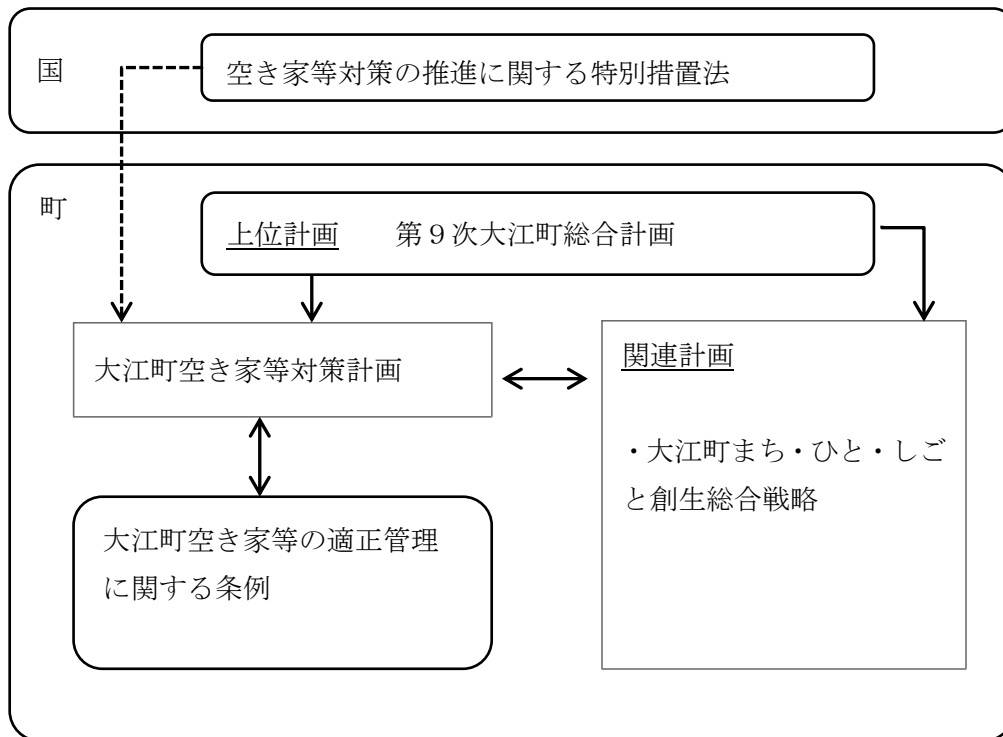 国
空き家等対策の推進に関する特別措置法
町
上位計画　　第９次大江町総合計画
大江町空き家等対策計画
関連計画
・大江町まち・ひと・しご
と創生総合戦略
大江町空き家等の適正管理
に関する条例